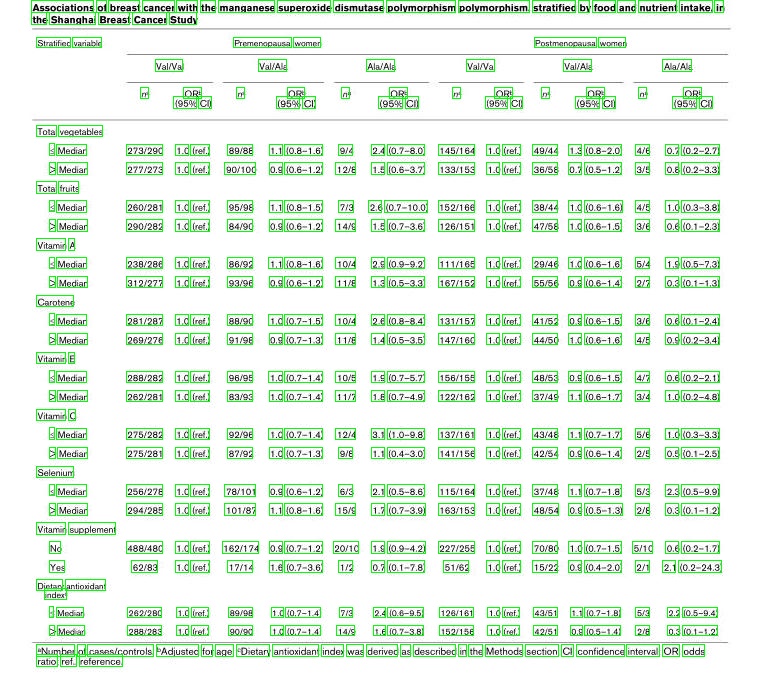 Associations of breast cancer with the manganese superoxide dismutase polymorphism polymorphism, stratified by food and nutrient intake, in
the Shanghai Breast Cancer Study
Stratified variable Premenopausal women Postmenopausal women
Val/Val Val/Ala Ala/Ala Val/Val Val/Ala Ala/Ala
nᵃ ORᵇ nᵃ ORᵇ nᵃ ORᵇ nᵃ ORᵇ nᵃ ORᵇ nᵃ ORᵇ
(95% CI) (95% CI) (95% CI) (95% CI) (95% CI) (95% CI)
Total vegetables
≤ Median 273/290 1.0 (ref.) 89/86 1.1 (0.8–1.6) 9/4 2.4 (0.7–8.0) 145/164 1.0 (ref.) 49/44 1.3 (0.8–2.0) 4/6 0.7 (0.2–2.7)
> Median 277/273 1.0 (ref.) 90/100 0.9 (0.6–1.2) 12/8 1.5 (0.6–3.7) 133/153 1.0 (ref.) 36/56 0.7 (0.5–1.2) 3/5 0.8 (0.2–3.3)
Total fruits
≤ Median 260/281 1.0 (ref.) 95/98 1.1 (0.8–1.5) 7/3 2.6 (0.7–10.0) 152/166 1.0 (ref.) 38/44 1.0 (0.6–1.6) 4/5 1.0 (0.3–3.8)
> Median 290/282 1.0 (ref.) 84/90 0.9 (0.6–1.2) 14/9 1.5 (0.7–3.6) 126/151 1.0 (ref.) 47/58 1.0 (0.6–1.5) 3/6 0.6 (0.1–2.3)
Vitamin A
≤ Median 238/286 1.0 (ref.) 86/92 1.1 (0.8–1.6) 10/4 2.9 (0.9–9.2) 111/165 1.0 (ref.) 29/46 1.0 (0.6–1.6) 5/4 1.9 (0.5–7.3)
> Median 312/277 1.0 (ref.) 93/96 0.9 (0.6–1.2) 11/8 1.3 (0.5–3.3) 167/152 1.0 (ref.) 55/56 0.9 (0.6–1.4) 2/7 0.3 (0.1–1.3)
Carotene
≤ Median 281/287 1.0 (ref.) 88/90 1.0 (0.7–1.5) 10/4 2.6 (0.8–8.4) 131/157 1.0 (ref.) 41/52 0.9 (0.6–1.5) 3/6 0.6 (0.1–2.4)
> Median 269/276 1.0 (ref.) 91/98 0.9 (0.7–1.3) 11/8 1.4 (0.5–3.5) 147/160 1.0 (ref.) 44/50 1.0 (0.6–1.6) 4/5 0.9 (0.2–3.4)
Vitamin E
≤ Median 288/282 1.0 (ref.) 96/95 1.0 (0.7–1.4) 10/5 1.9 (0.7–5.7) 156/155 1.0 (ref.) 48/53 0.9 (0.6–1.5) 4/7 0.6 (0.2–2.1)
> Median 262/281 1.0 (ref.) 83/93 1.0 (0.7–1.4) 11/7 1.8 (0.7–4.9) 122/162 1.0 (ref.) 37/49 1.1 (0.6–1.7) 3/4 1.0 (0.2–4.8)
Vitamin C
≤ Median 275/282 1.0 (ref.) 92/96 1.0 (0.7–1.4) 12/4 3.1 (1.0–9.8) 137/161 1.0 (ref.) 43/48 1.1 (0.7–1.7) 5/6 1.0 (0.3–3.3)
> Median 275/281 1.0 (ref.) 87/92 1.0 (0.7–1.3) 9/8 1.1 (0.4–3.0) 141/156 1.0 (ref.) 42/54 0.9 (0.6–1.4) 2/5 0.5 (0.1–2.5)
Selenium
≤ Median 256/278 1.0 (ref.) 78/101 0.9 (0.6–1.2) 6/3 2.1 (0.5–8.6) 115/164 1.0 (ref.) 37/48 1.1 (0.7–1.8) 5/3 2.3 (0.5–9.9)
> Median 294/285 1.0 (ref.) 101/87 1.1 (0.8–1.6) 15/9 1.7 (0.7–3.9) 163/153 1.0 (ref.) 48/54 0.9 (0.5–1.3) 2/8 0.3 (0.1–1.2)
Vitamin supplement
No 488/480 1.0 (ref.) 162/174 0.9 (0.7–1.2) 20/10 1.9 (0.9–4.2) 227/255 1.0 (ref.) 70/80 1.0 (0.7–1.5) 5/10 0.6 (0.2–1.7)
Yes 62/83 1.0 (ref.) 17/14 1.6 (0.7–3.6) 1/2 0.7 (0.1–7.8) 51/62 1.0 (ref.) 15/22 0.9 (0.4–2.0) 2/1 2.1 (0.2–24.3)
Dietary antioxidant
indexᶜ
≤ Median 262/280 1.0 (ref.) 89/98 1.0 (0.7–1.4 7/3 2.4 (0.6–9.5) 126/161 1.0 (ref.) 43/51 1.1 (0.7–1.8) 5/3 2.2 (0.5–9.4)
> Median 288/283 1.0 (ref.) 90/90 1.0 (0.7–1.4 14/9 1.6 (0.7–3.8) 152/156 1.0 (ref.) 42/51 0.9 (0.5–1.4) 2/8 0.3 (0.1–1.2)
ᵃNumber of cases/controls. ᵇAdjusted for age. ᶜDietary antioxidant index was derived as described in the Methods section. CI, confidence interval; OR, odds
ratio; ref., reference.